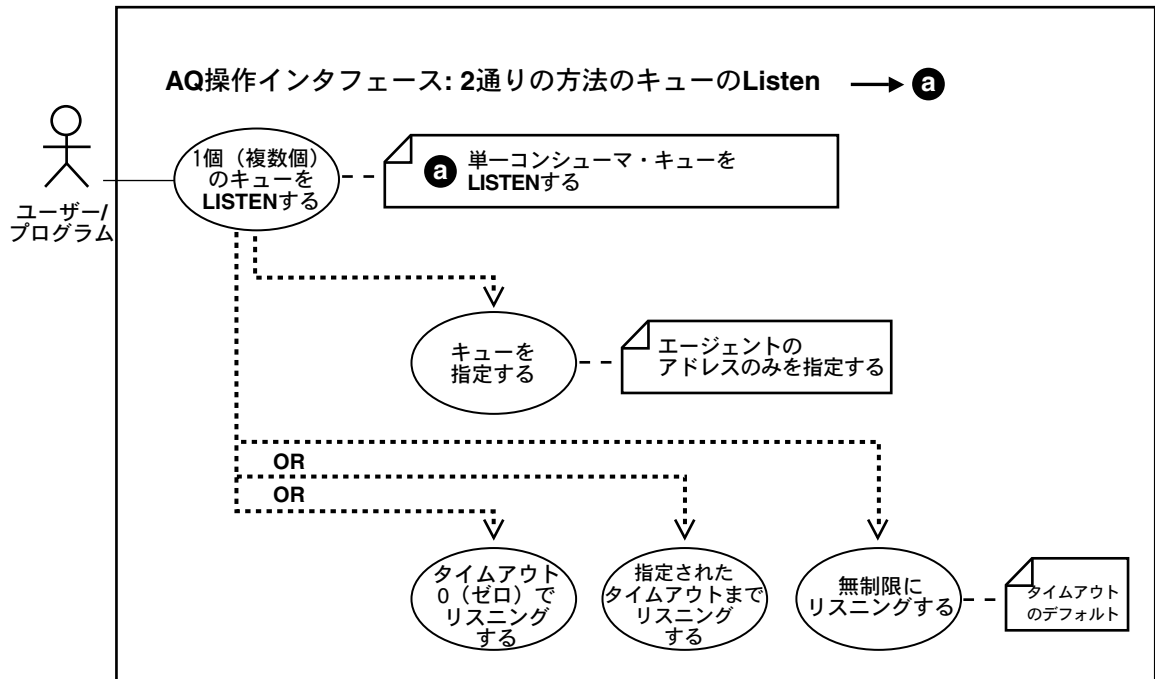 AQ操作インタフェース: 2通りの方法のキューのListen a
1個（複数個）
のキューを
LISTENする
a 単一コンシューマ・キューを
LISTENする
ユーザー/
プログラム
キューを
指定する
エージェントの
アドレスのみを指定する
OR
OR
タイムアウト
0（ゼロ）で
リスニング
する
指定された
タイムアウトまで
リスニング
する
無制限に
リスニングする
タイムアウト
のデフォルト